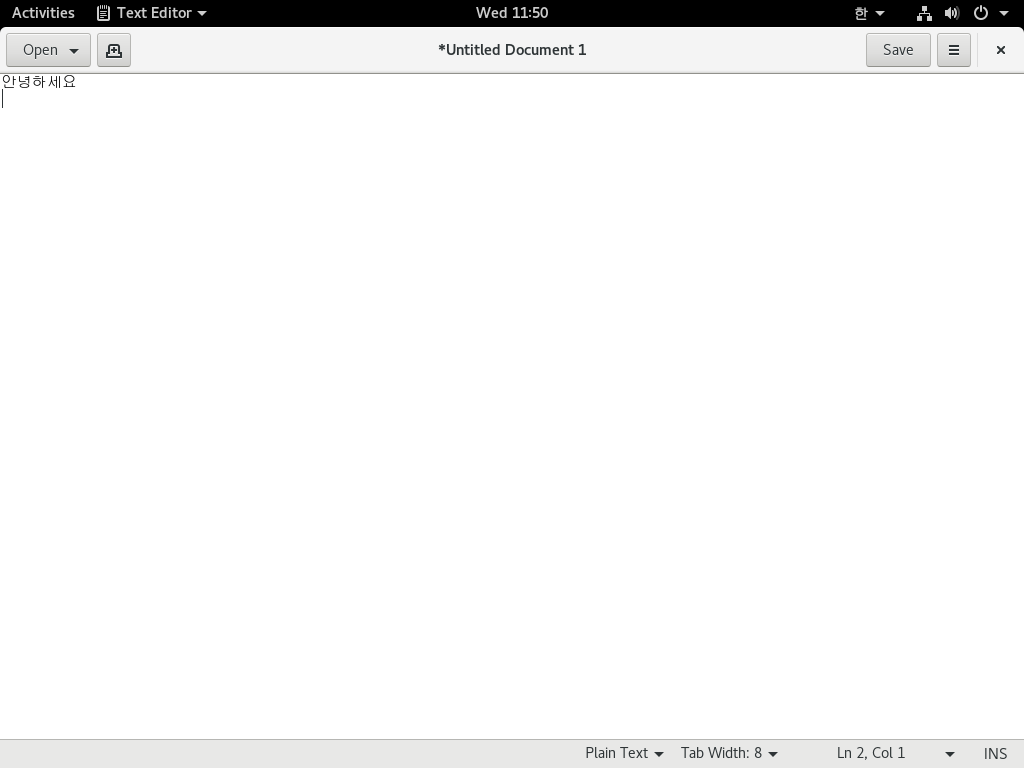 Activities Text Editor Wed 11:50 한
Open *Untitled Document 1 Save
안녕하세요
Plain Text Tab Width: 8 Ln 2, Col 1 INS